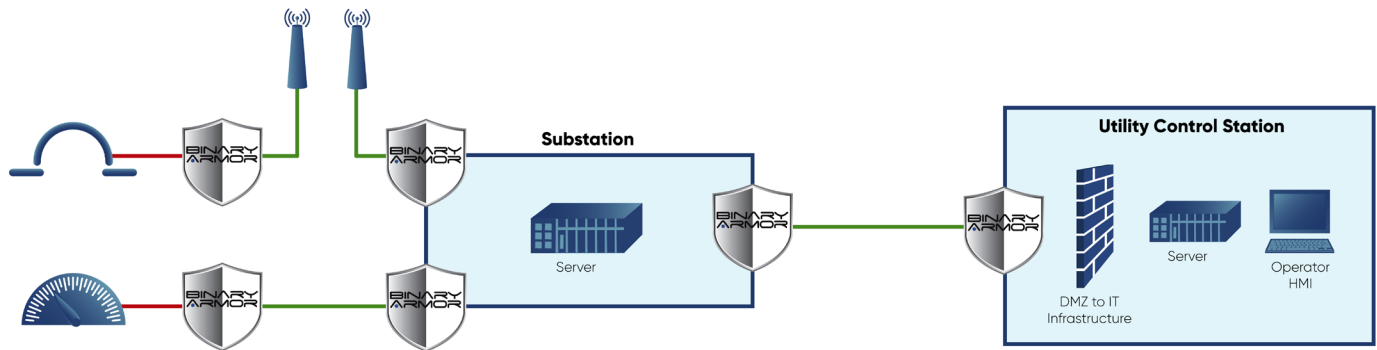 BINARY
ARMOR
BINARY
ARMOR
Substation
Server
BINARY
ARMOR
BINARY
ARMOR
BINARY
ARMOR
BINARY
ARMOR
Utility Control Station
DMZ to IT
Infrastructure
Server
Operator
HMI